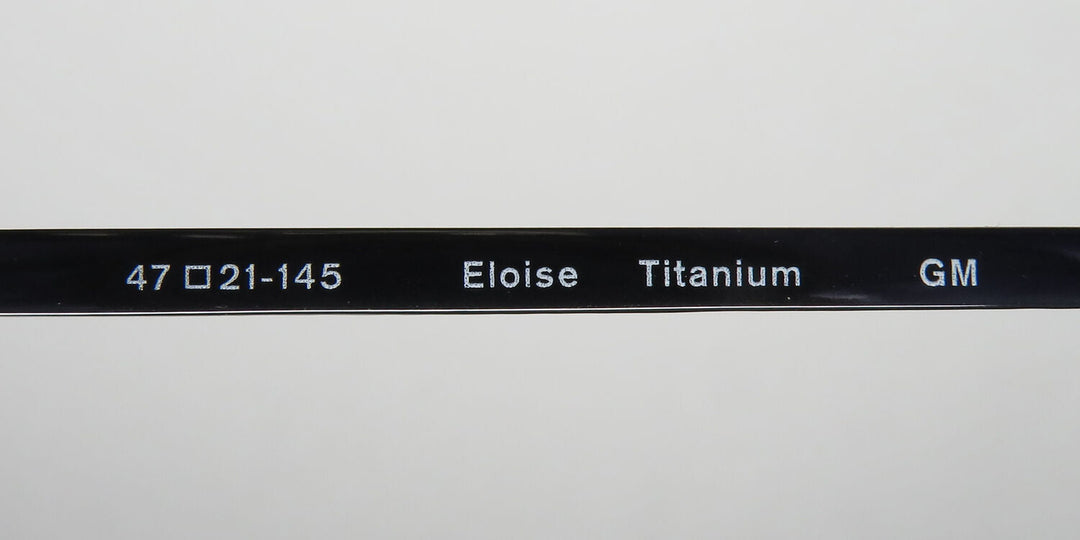 47 □ 21-145 Eloise Titanium GM